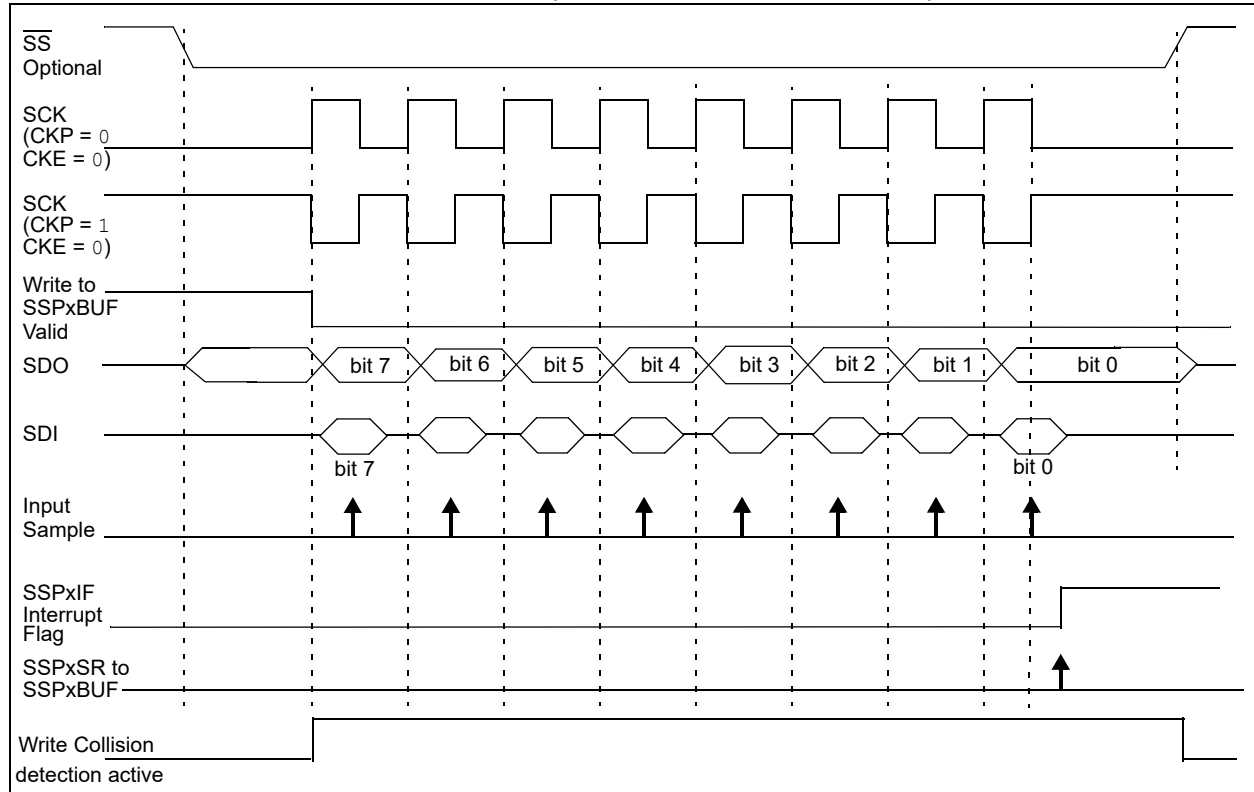 SS
Optional
SCK
(CKP = 0
CKE = 0)
SCK
(CKP = 1
CKE = 0)
Write to
SSPxBUF
Valid
SDO bit 7 bit 6 bit 5 bit 4 bit 3 bit 2 bit 1 bit 0
SDI
bit 7 bit 0
Input
Sample
SSPxIF
Interrupt
Flag
SSPxSR to
SSPxBUF
Write Collision
detection active